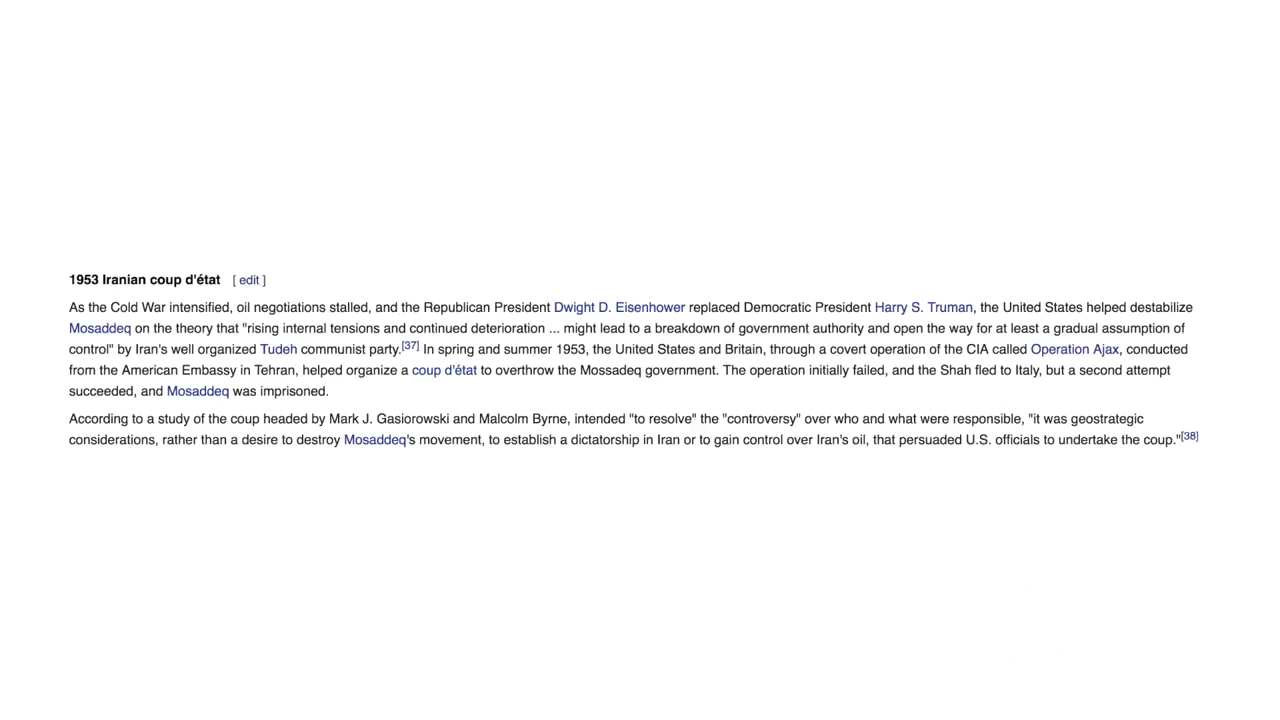 1953 Iranian coup d'état [ edit ]
As the Cold War intensified, oil negotiations stalled, and the Republican President Dwight D. Eisenhower replaced Democratic President Harry S. Truman, the United States helped destabilize
Mosaddeq on the theory that "rising internal tensions and continued deterioration ... might lead to a breakdown of government authority and open the way for at least a gradual assumption of
control" by Iran's well organized Tudeh communist party.[37] In spring and summer 1953, the United States and Britain, through a covert operation of the CIA called Operation Ajax, conducted
from the American Embassy in Tehran, helped organize a coup d'état to overthrow the Mossadeq government. The operation initially failed, and the Shah fled to Italy, but a second attempt
succeeded, and Mosaddeq was imprisoned.
According to a study of the coup headed by Mark J. Gasiorowski and Malcolm Byrne, intended "to resolve" the "controversy" over who and what were responsible, "it was geostrategic
considerations, rather than a desire to destroy Mosaddeq's movement, to establish a dictatorship in Iran or to gain control over Iran's oil, that persuaded U.S. officials to undertake the coup."[38]